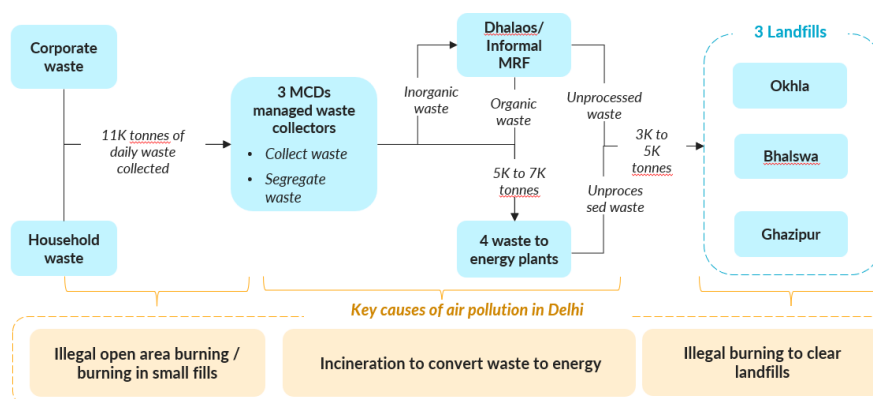 Corporate
waste
Household
waste
11K tonnes of
daily waste
collected
3 MCDs
managed waste
collectors
• Collect waste
• Segregate
waste
Inorganic
waste
Dhalaos/
Informal
MRF
Organic
waste
5K to 7K
tonnes
4 waste to
energy plants
Unprocessed
waste
Unproces
sed waste
3K to
5K
tonnes
3 Landfills
Okhla
Bhalswa
Ghazipur
Key causes of air pollution in Delhi
Illegal open area burning /
burning in small fills
Incineration to convert waste to energy
Illegal burning to clear
landfills